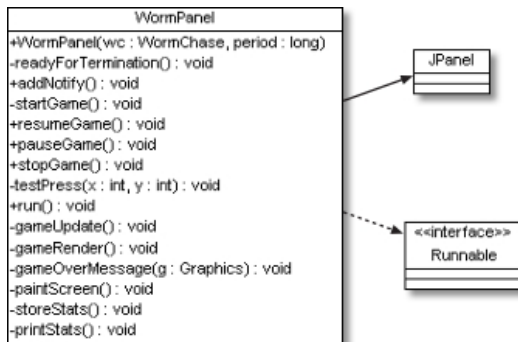 WormPanel
+WormPanel(wc : WormChase, period : long)
-readyForTermination() : void
+addNotify() : void
-startGame() : void
+resumeGame() : void
+pauseGame() : void
+stopGame() : void
-testPress(x : int, y : int) : void
+run() : void
-gameUpdate() : void
-gameRender() : void
-gameOverMessage(g : Graphics) : void
-paintScreen() : void
-storeStats() : void
-printStats() : void
JPanel
<<interface>>
Runnable